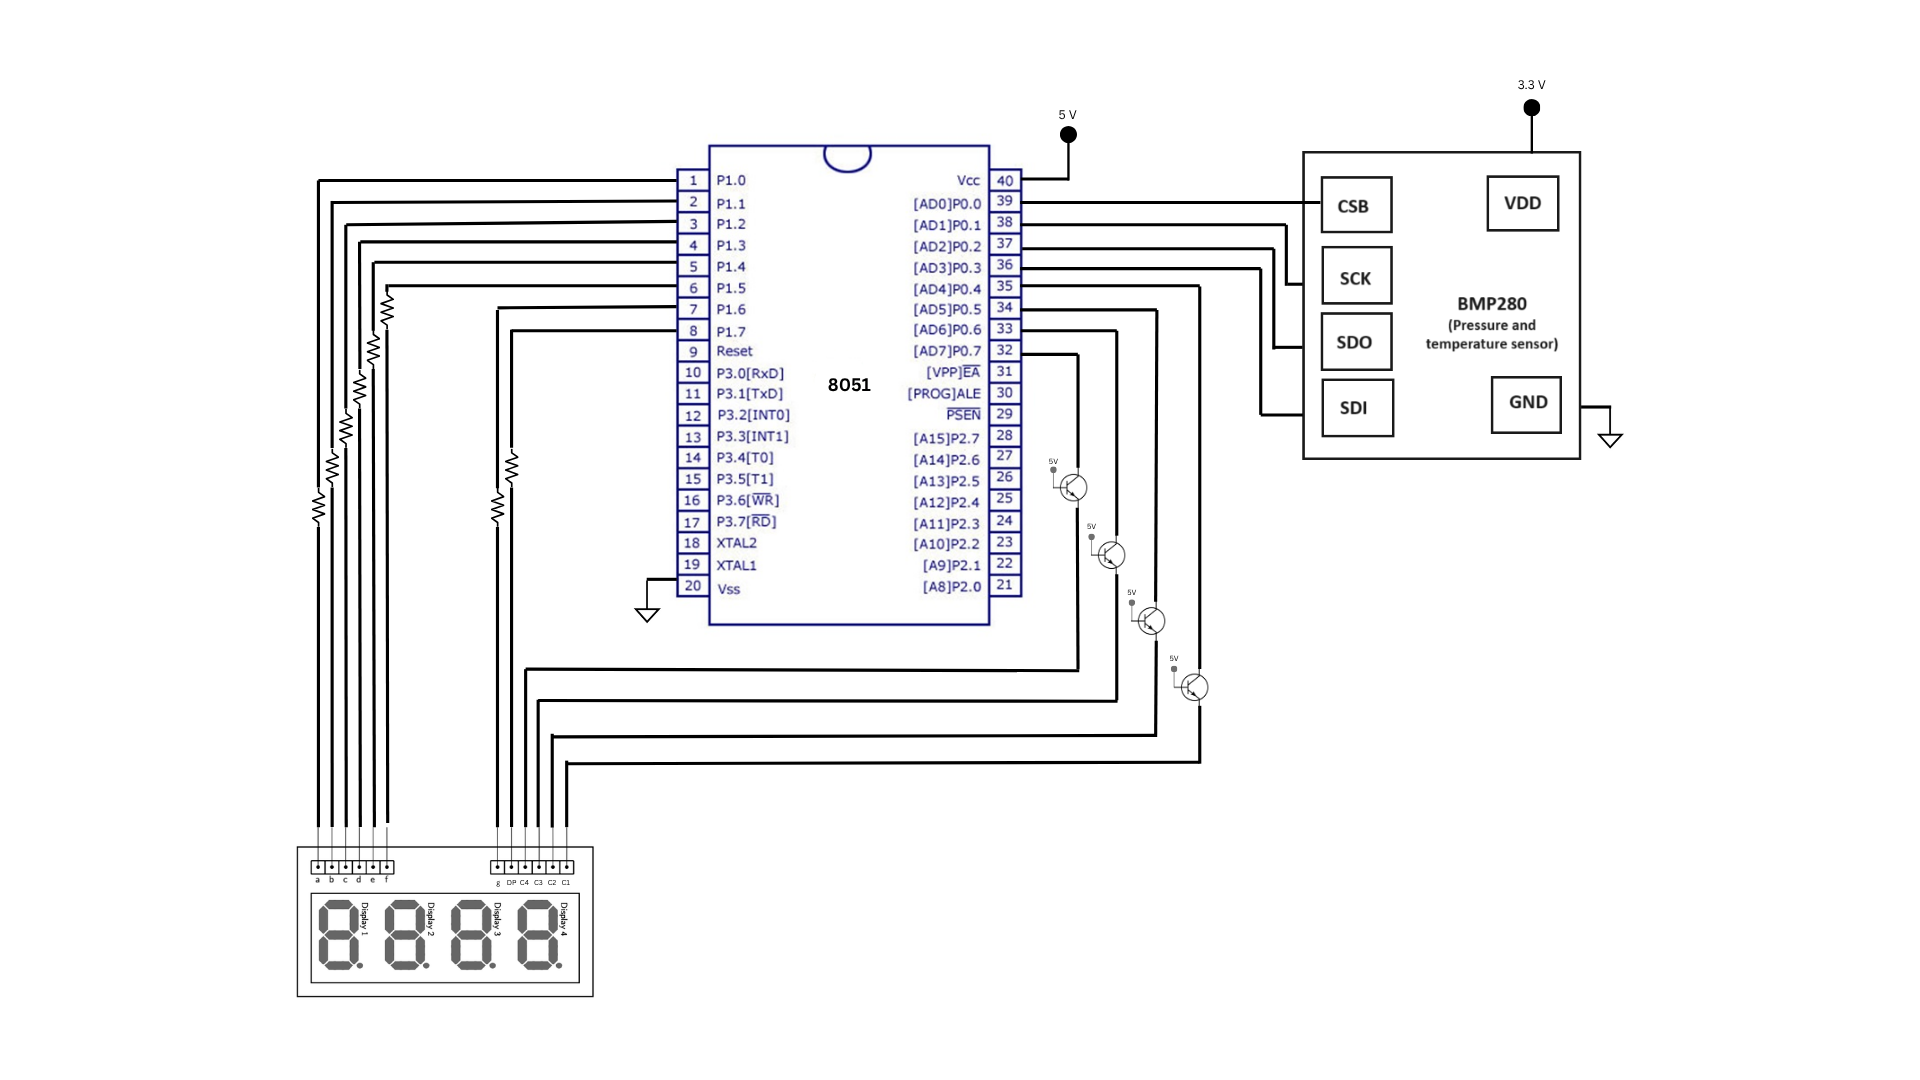 3.3 V
5 V
1 P1.0
2 P1.1
3 P1.2
4 P1.3
5 P1.4
6 P1.5
7 P1.6
8 P1.7
9 Reset
10 P3.0[RxD]
11 P3.1[TxD]
12 P3.2[INT0]
13 P3.3[INT1]
14 P3.4[T0]
15 P3.5[T1]
16 P3.6[WR]
17 P3.7[RD]
18 XTAL2
19 XTAL1
20 Vss
8051
Vcc 40
[AD0]P0.0 39
[AD1]P0.1 38
[AD2]P0.2 37
[AD3]P0.3 36
[AD4]P0.4 35
[AD5]P0.5 34
[AD6]P0.6 33
[AD7]P0.7 32
[VPP]EA 31
[PROG]ALE 30
PSEN 29
[A15]P2.7 28
[A14]P2.6 27
[A13]P2.5 26
[A12]P2.4 25
[A11]P2.3 24
[A10]P2.2 23
[A9]P2.1 22
[A8]P2.0 21
CSB
SCK
SDO
SDI
VDD
BMP280
(Pressure and
temperature sensor)
GND
5V
5V
5V
5V
a b c d e f
g DP C4 C3 C2 C1
Display 1
Display 2
Display 3
Display 4